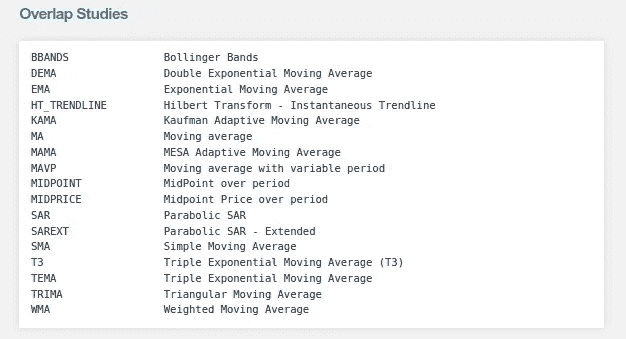 Overlap Studies
BBANDS Bollinger Bands
DEMA Double Exponential Moving Average
EMA Exponential Moving Average
HT_TRENDLINE Hilbert Transform - Instantaneous Trendline
KAMA Kaufman Adaptive Moving Average
MA Moving average
MAMA MESA Adaptive Moving Average
MAVP Moving average with variable period
MIDPOINT MidPoint over period
MIDPRICE Midpoint Price over period
SAR Parabolic SAR
SAREXT Parabolic SAR - Extended
SMA Simple Moving Average
T3 Triple Exponential Moving Average (T3)
TEMA Triple Exponential Moving Average
TRIMA Triangular Moving Average
WMA Weighted Moving Average